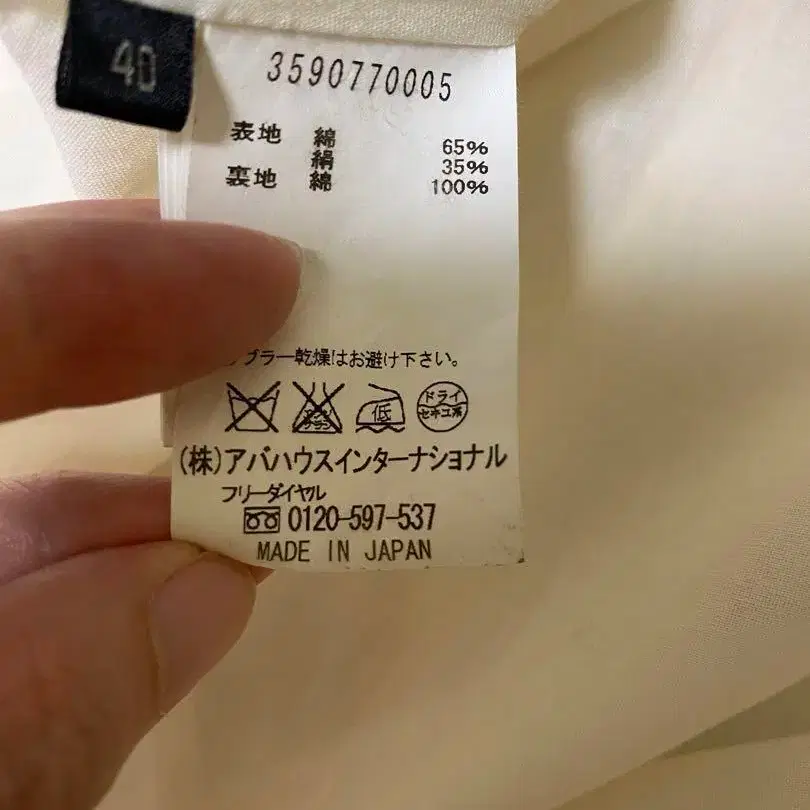 40
3590770005
表地 綿 65%
絹 35%
裏地 綿 100%
ブラー乾燥はお避け下さい。
低
ドライ
セキユ系
(株)アバハウスインターナショナル
フリーダイヤル
0120-597-537
MADE IN JAPAN